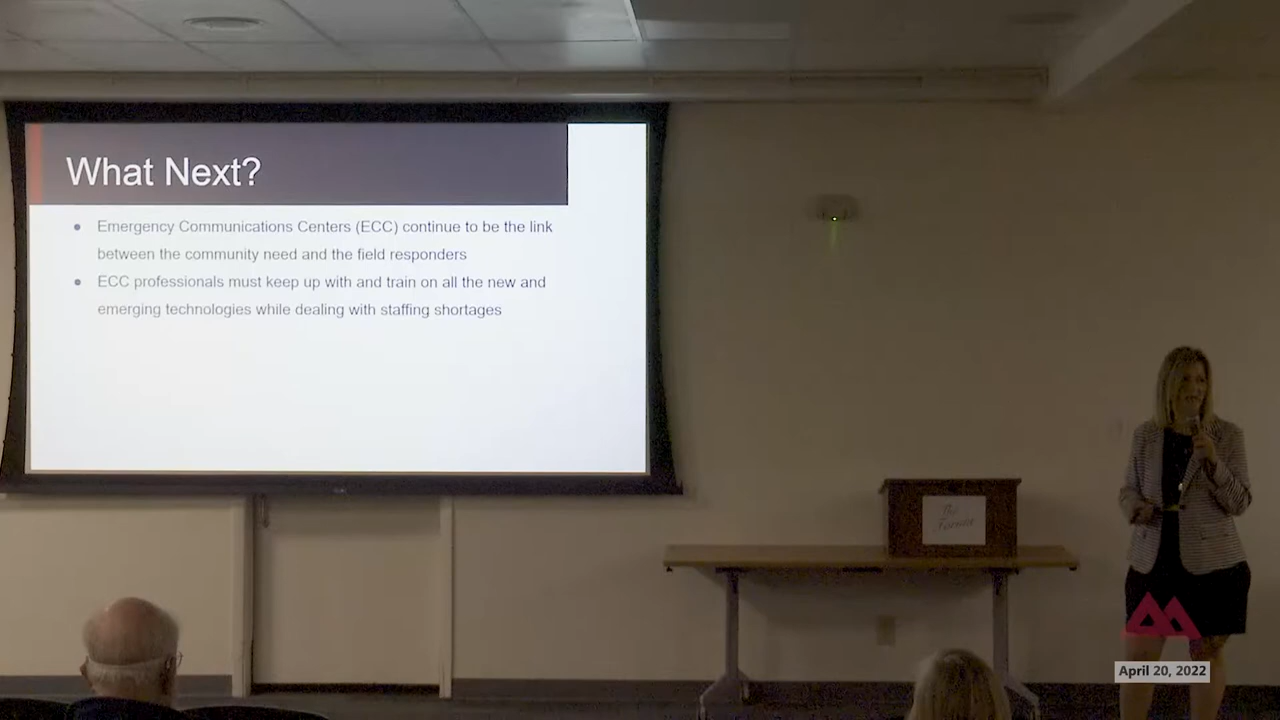 What Next?
Emergency Communications Centers (ECC) continue to be the link
between the community need and the field responders
ECC professionals must keep up with and train on all the new and
emerging technologies while dealing with staffing shortages
April 20, 2022